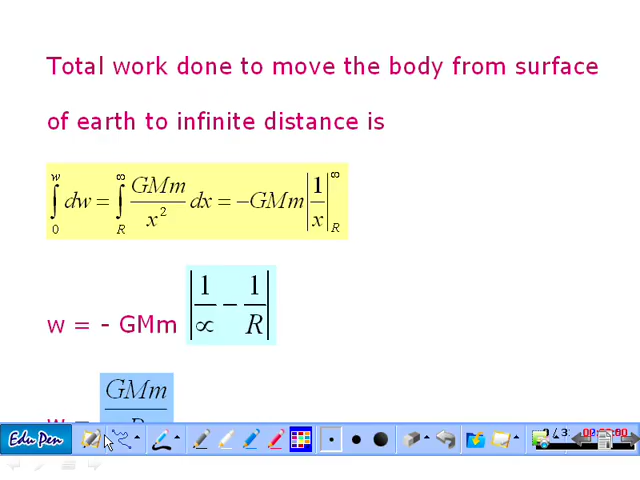 Total work done to move the body from surface
of earth to infinite distance is
∫₀ʷ dw = ∫_R^∞ GMm/x² dx = -GMm |1/x|_R^∞
w = - GMm |1/∝ - 1/R|
w = GMm/R
Edu Pen